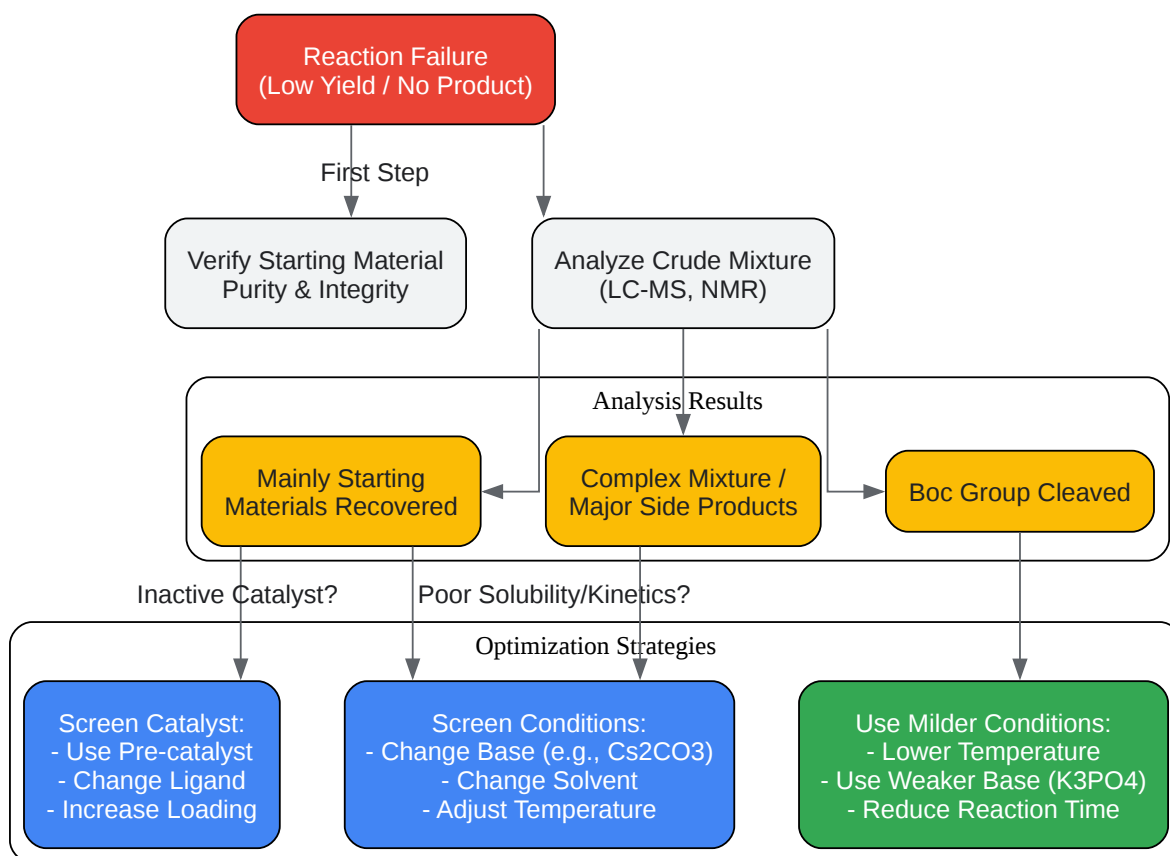 Reaction Failure
(Low Yield / No Product)
First Step
Verify Starting Material
Purity & Integrity
Analyze Crude Mixture
(LC-MS, NMR)
Analysis Results
Mainly Starting
Materials Recovered
Complex Mixture /
Major Side Products
Boc Group Cleaved
Inactive Catalyst?
Poor Solubility/Kinetics?
Optimization Strategies
Screen Catalyst:
- Use Pre-catalyst
- Change Ligand
- Increase Loading
Screen Conditions:
- Change Base (e.g., Cs2CO3)
- Change Solvent
- Adjust Temperature
Use Milder Conditions:
- Lower Temperature
- Use Weaker Base (K3PO4)
- Reduce Reaction Time